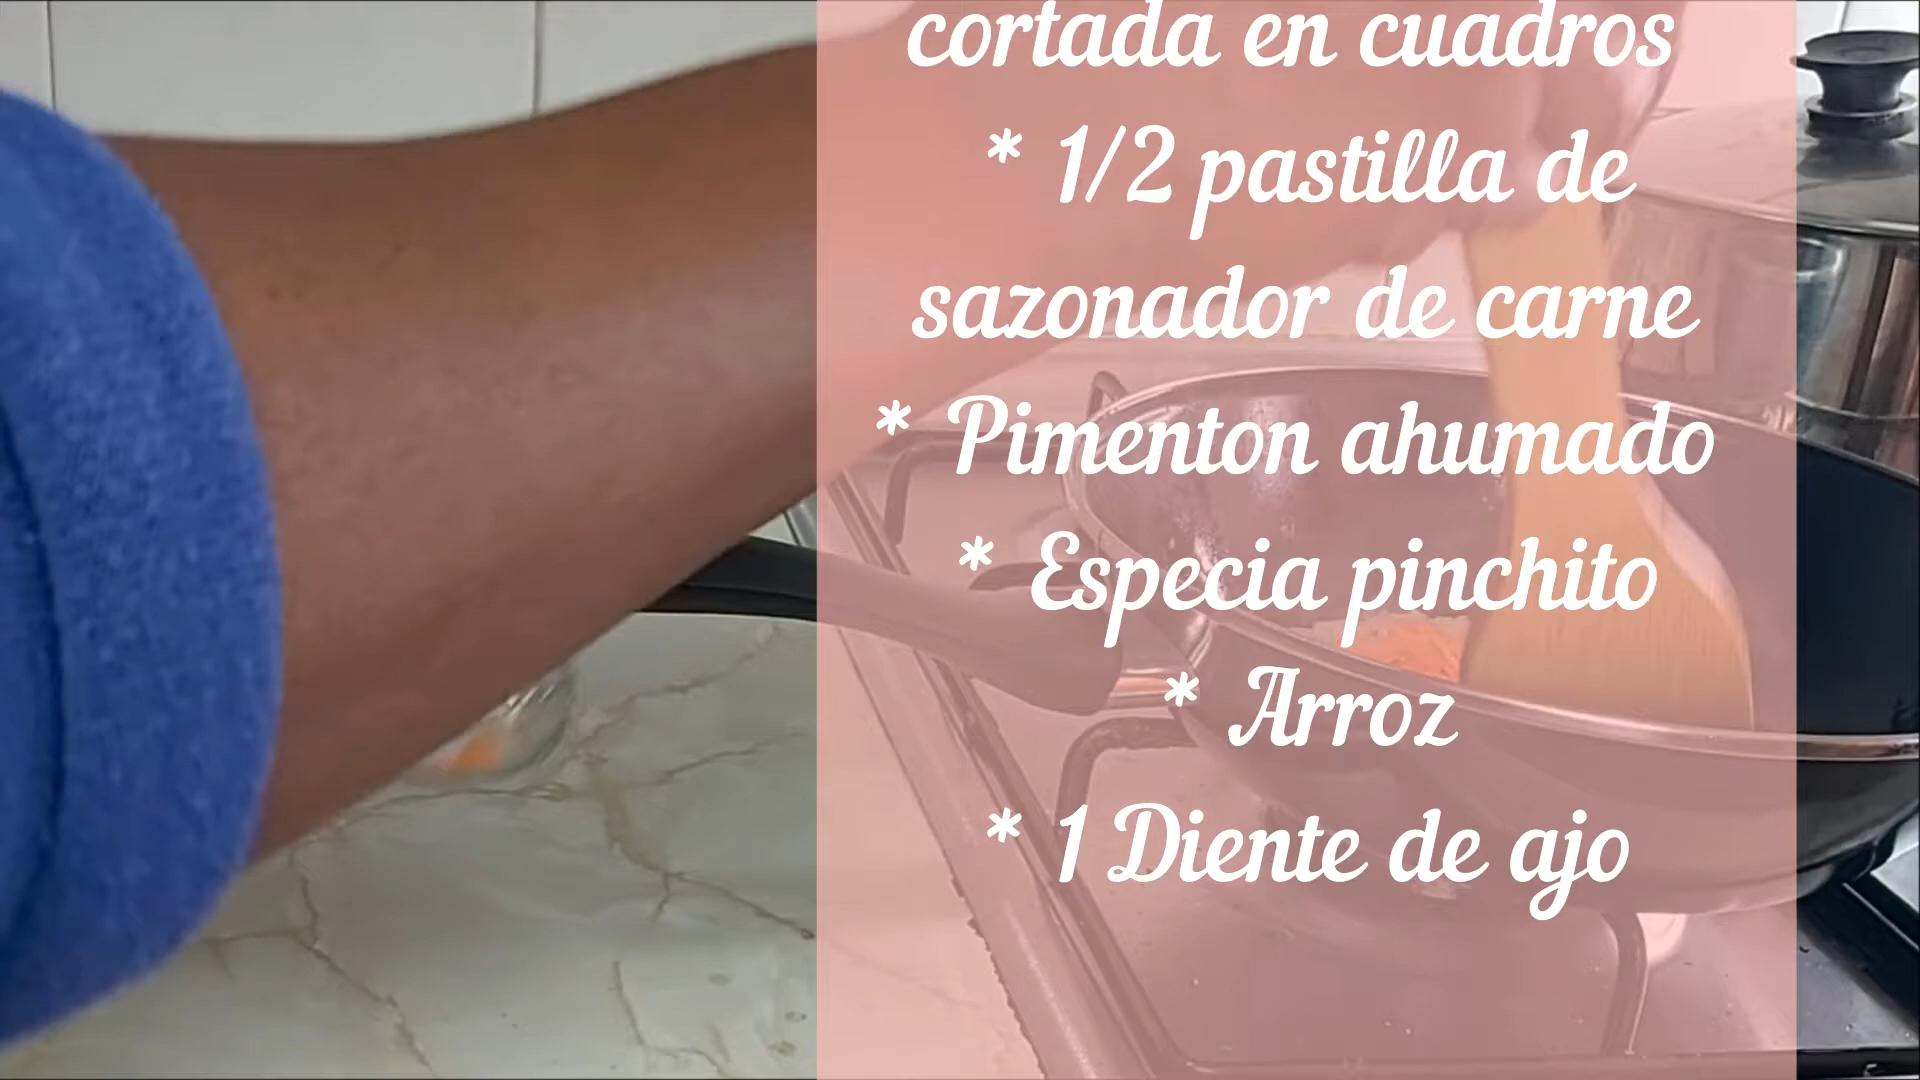 cortada en cuadros
* 1/2 pastilla de
sazonador de carne
* Pimenton ahumado
* Especia pinchito
* Arroz
* 1 Diente de ajo